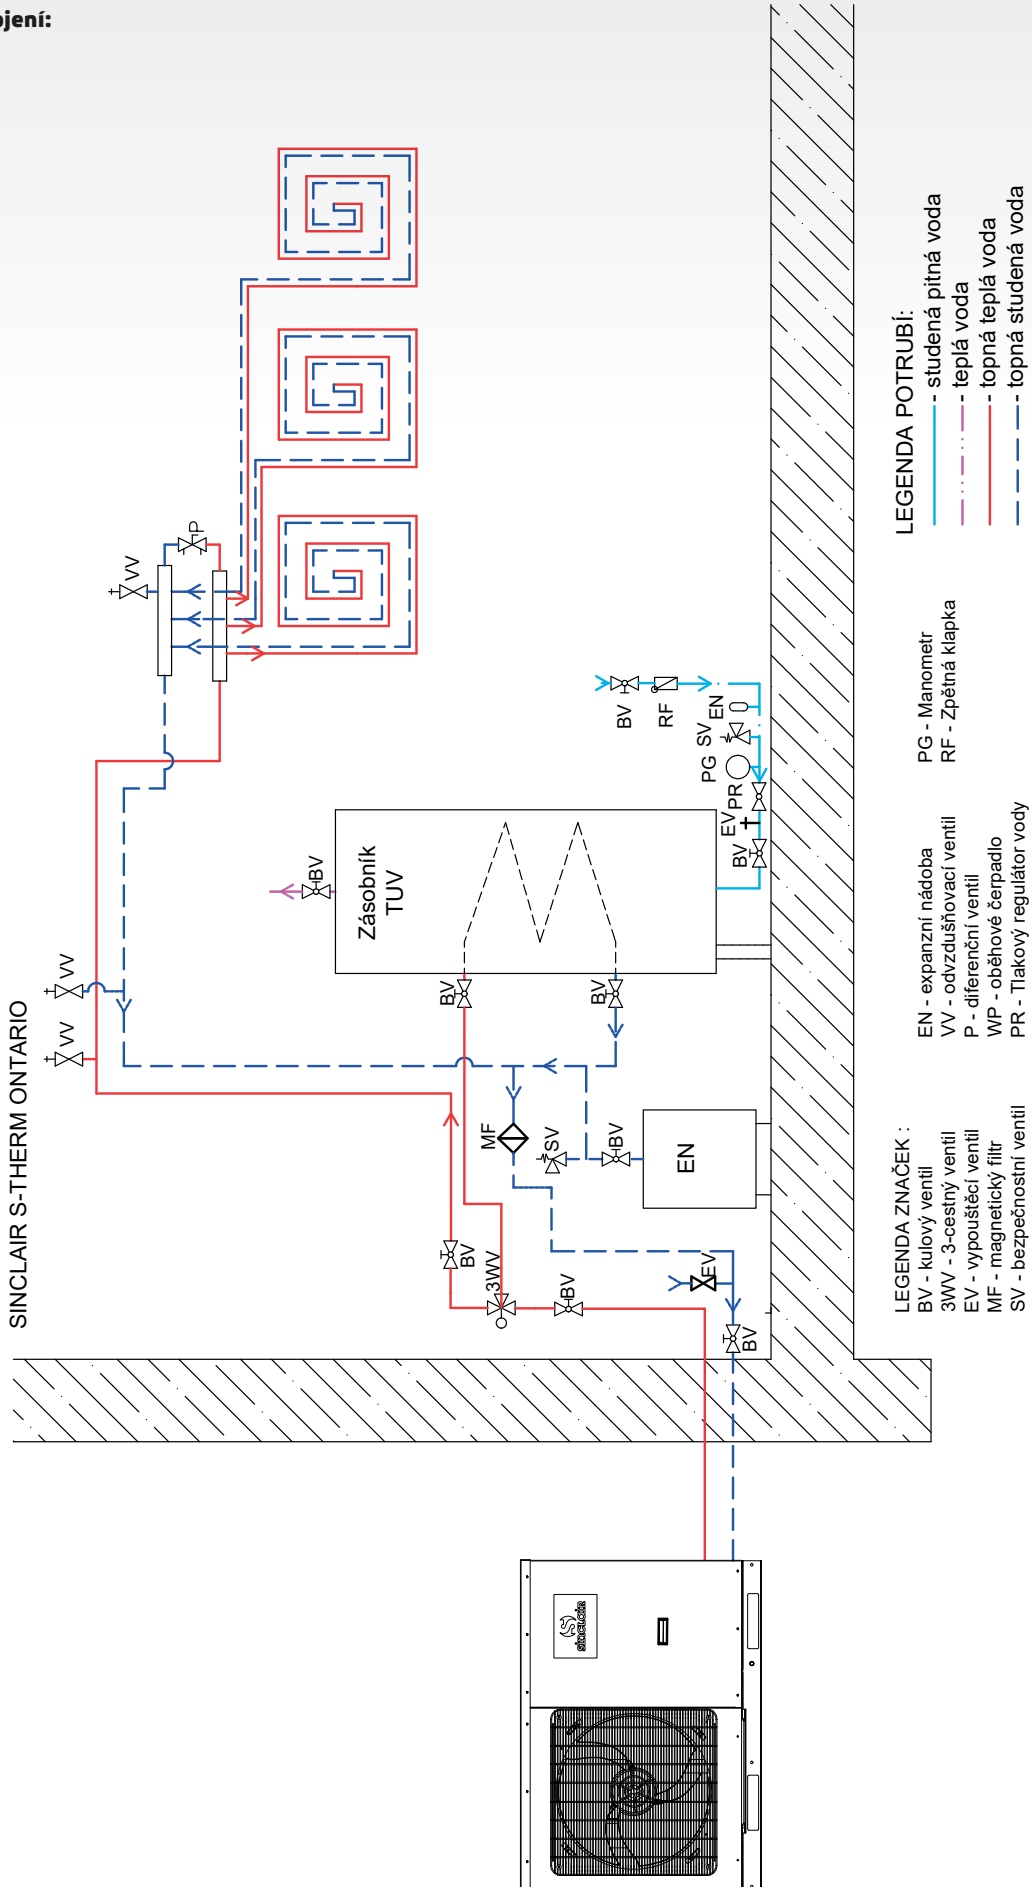 ojení:
SINCLAIR S-THERM ONTARIO
VV
VV
VV
P
BV
3WV
BV
MF
SV
BV
EN
EV
BV
BV
BV
Zásobník
TUV
BV
BV
EV
PR
PG
SV
EN
RF
BV
SINCLAIR
LEGENDA ZNAČEK :
BV - kulový ventil
3WV - 3-cestný ventil
EV - vypouštěcí ventil
MF - magnetický filtr
SV - bezpečnostní ventil
EN - expanzní nádoba
VV - odvzdušňovací ventil
P - diferenční ventil
WP - oběhové čerpadlo
PR - Tlakový regulátor vody
PG - Manometr
RF - Zpětná klapka
LEGENDA POTRUBÍ:
- studená pitná voda
- teplá voda
- topná teplá voda
- topná studená voda